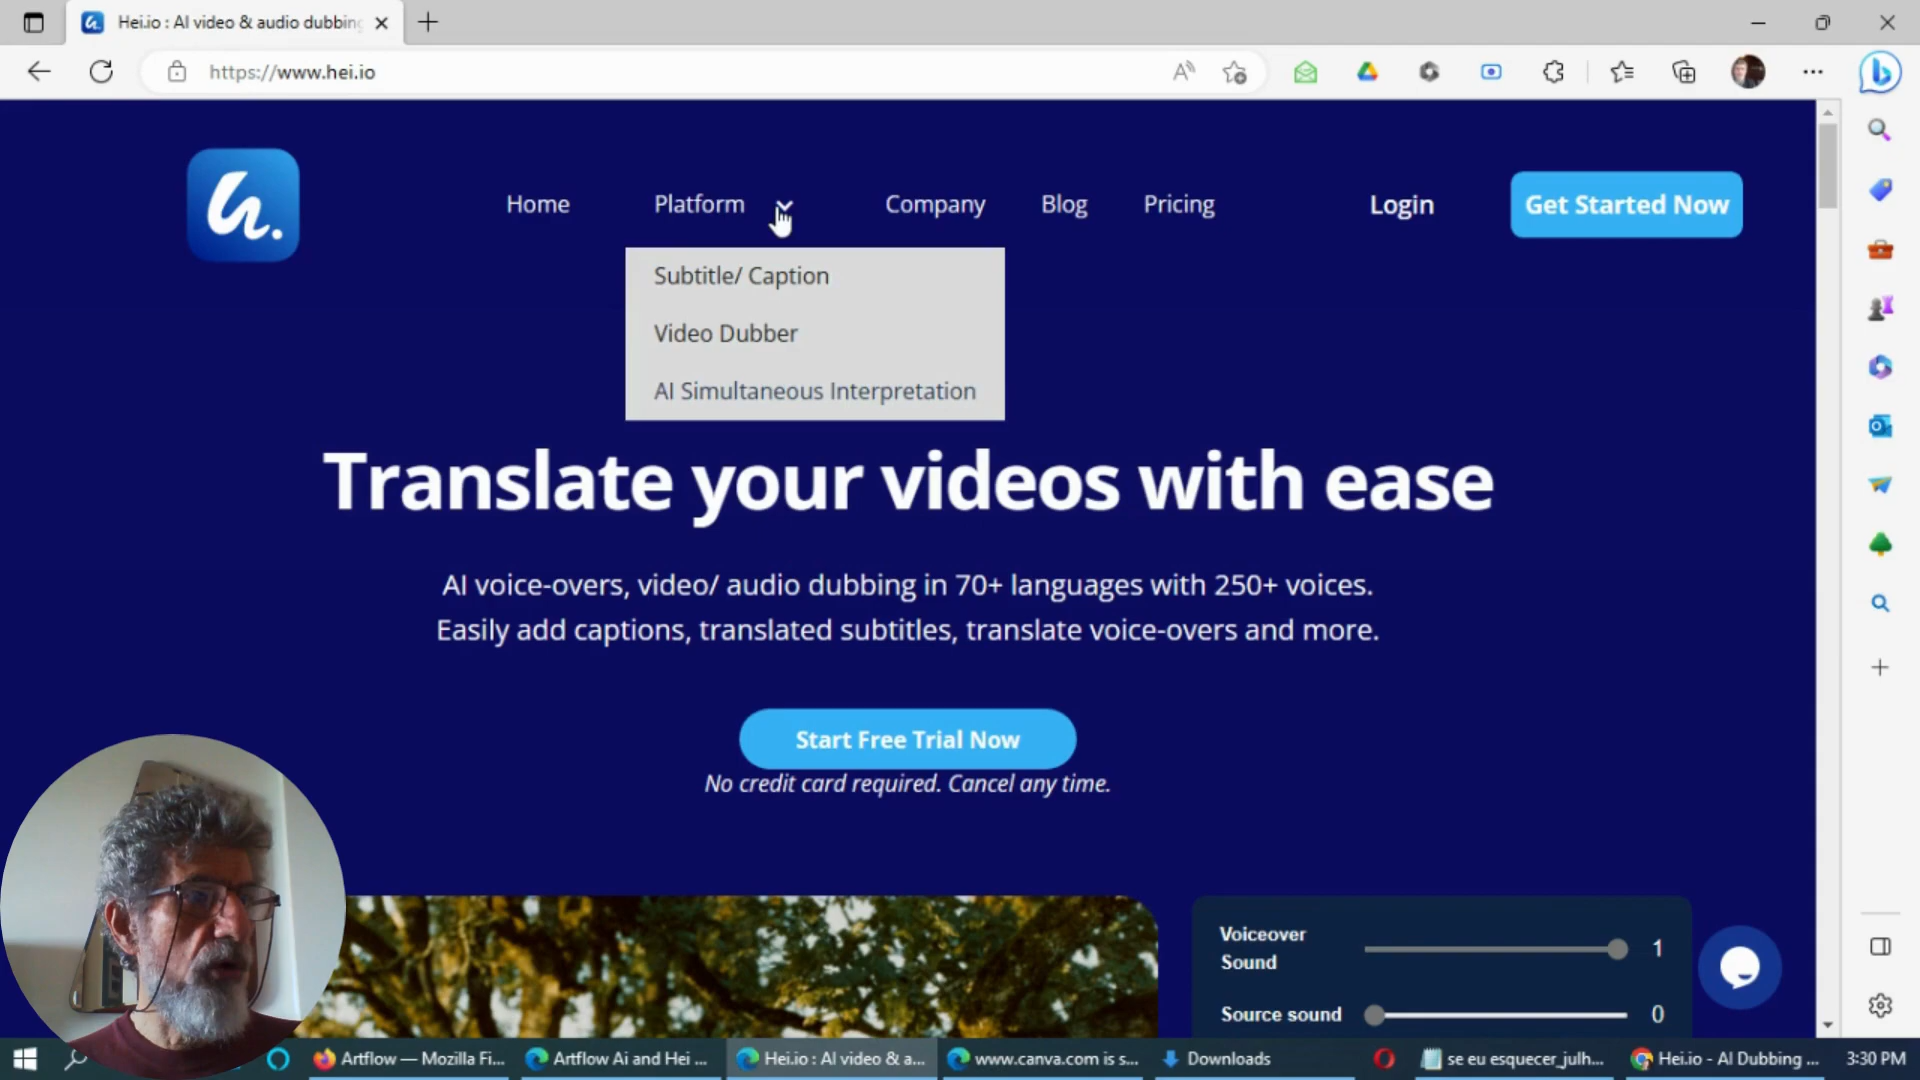 Hei.io : AI video & audio dubbing
https://www.hei.io
Home
Platform
Company
Blog
Pricing
Login
Get Started Now
Subtitle/ Caption
Video Dubber
AI Simultaneous Interpretation
Translate your videos with ease
AI voice-overs, video/ audio dubbing in 70+ languages with 250+ voices.
Easily add captions, translated subtitles, translate voice-overs and more.
Start Free Trial Now
No credit card required. Cancel any time.
Voiceover
Sound
1
Source sound
0
Artflow — Mozilla Fi...
Artflow Ai and Hei ...
Hei.io : AI video & a...
www.canva.com is s...
Downloads
se eu esquecer_julh...
Hei.io - AI Dubbing ...
3:30 PM